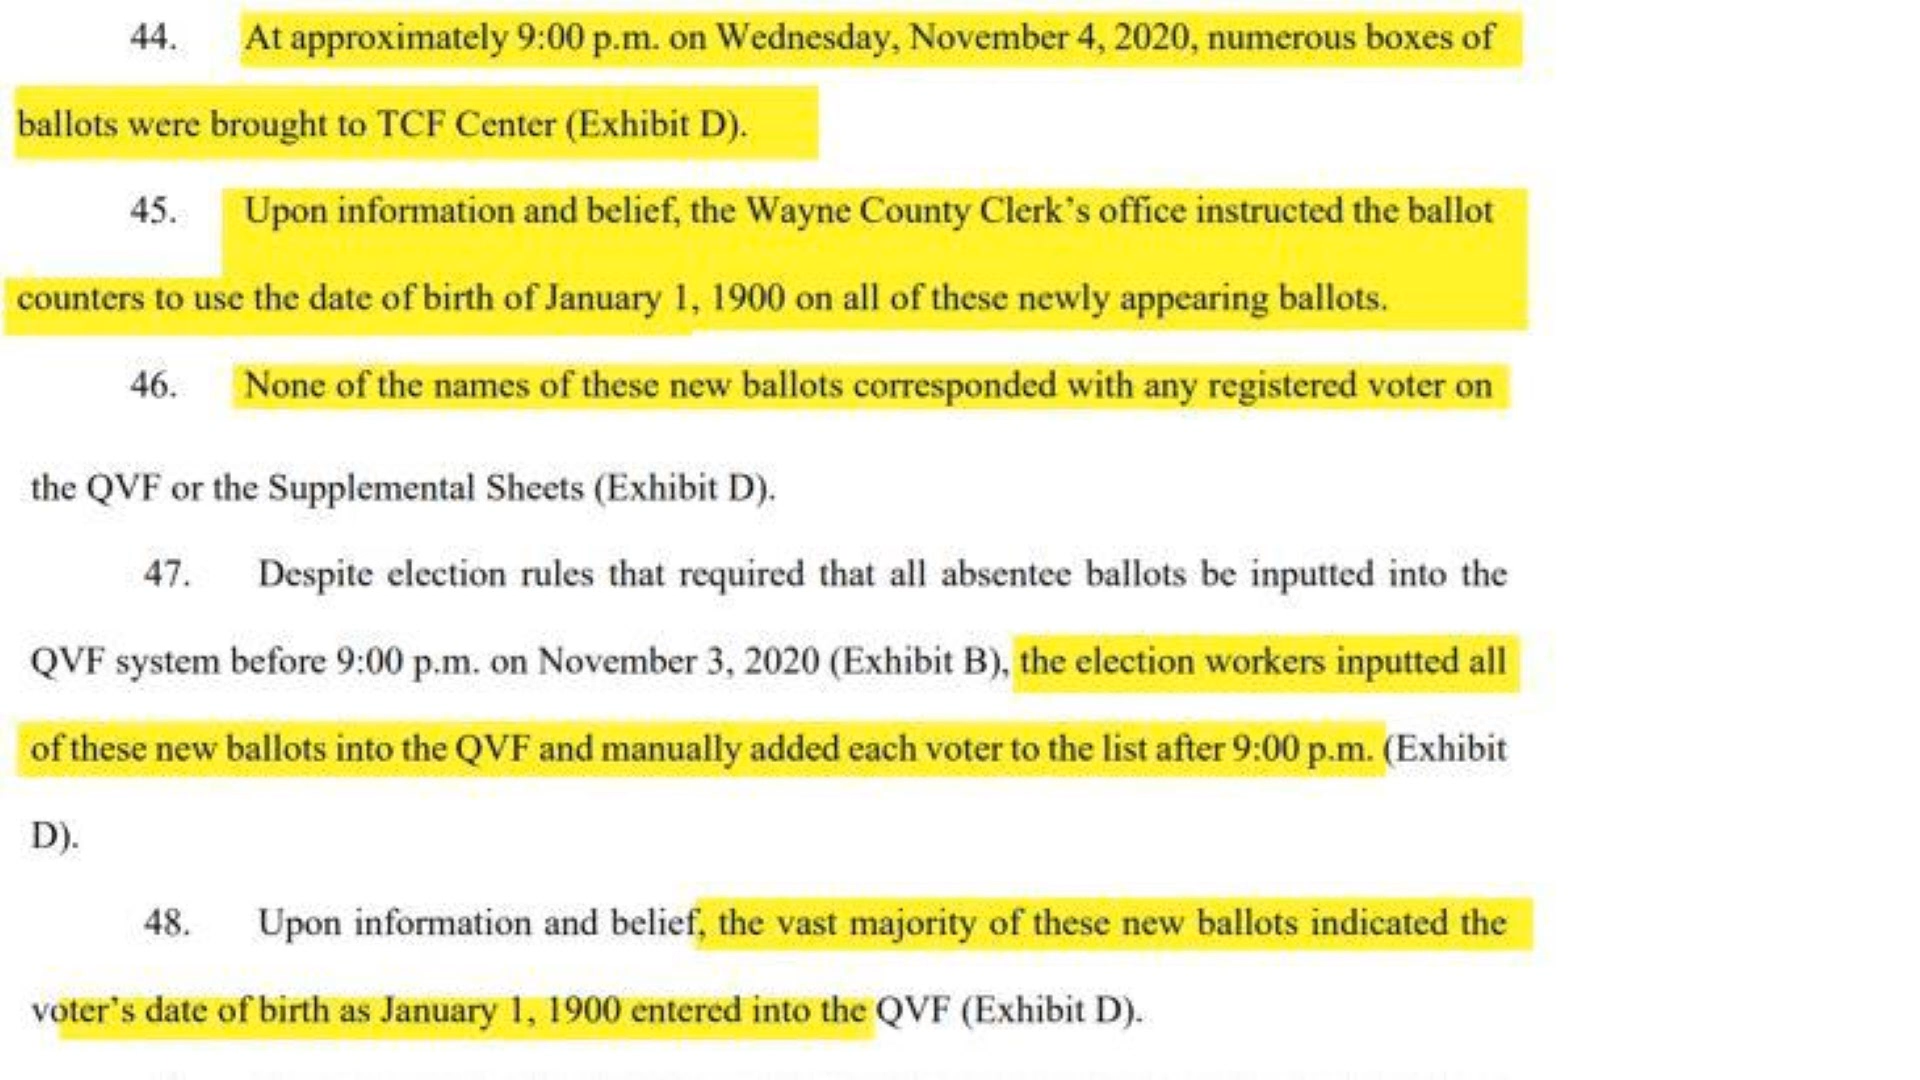 44. At approximately 9:00 p.m. on Wednesday, November 4, 2020, numerous boxes of
ballots were brought to TCF Center (Exhibit D).
45. Upon information and belief, the Wayne County Clerk's office instructed the ballot
counters to use the date of birth of January 1, 1900 on all of these newly appearing ballots.
46. None of the names of these new ballots corresponded with any registered voter on
the QVF or the Supplemental Sheets (Exhibit D).
47. Despite election rules that required that all absentee ballots be inputted into the
QVF system before 9:00 p.m. on November 3, 2020 (Exhibit B), the election workers inputted all
of these new ballots into the QVF and manually added each voter to the list after 9:00 p.m. (Exhibit
D).
48. Upon information and belief, the vast majority of these new ballots indicated the
voter's date of birth as January 1, 1900 entered into the QVF (Exhibit D).